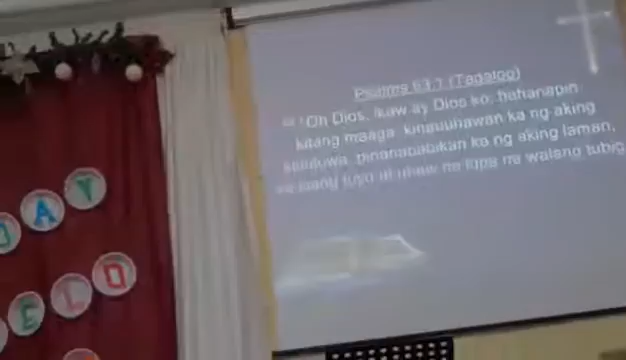 Psalms 63:1 (Tagalog)
Oh Dios, ikaw ay Dios ko; hahanapin
kitang maaga: kinauuhawan ka ng aking
kaluluwa, pinananabikan ka ng aking laman,
sa isang tuyo at uhaw na lupa na walang tubig
A Y
E L D